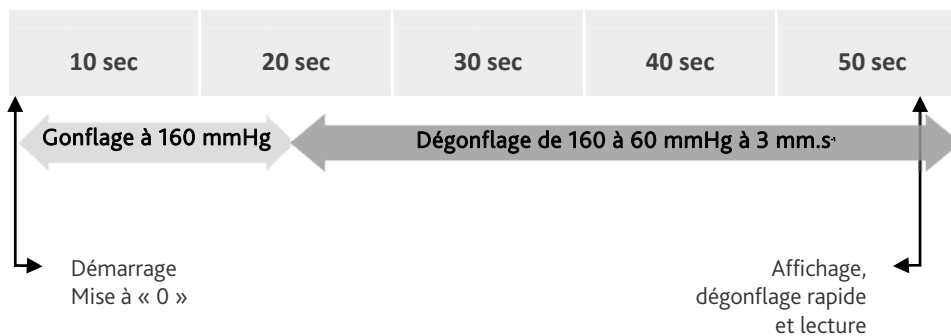 10 sec 20 sec 30 sec 40 sec 50 sec
Gonflage à 160 mmHg Dégonflage de 160 à 60 mmHg à 3 mm.s⁻¹
Démarrage
Mise à « 0 »
Affichage,
dégonflage rapide
et lecture